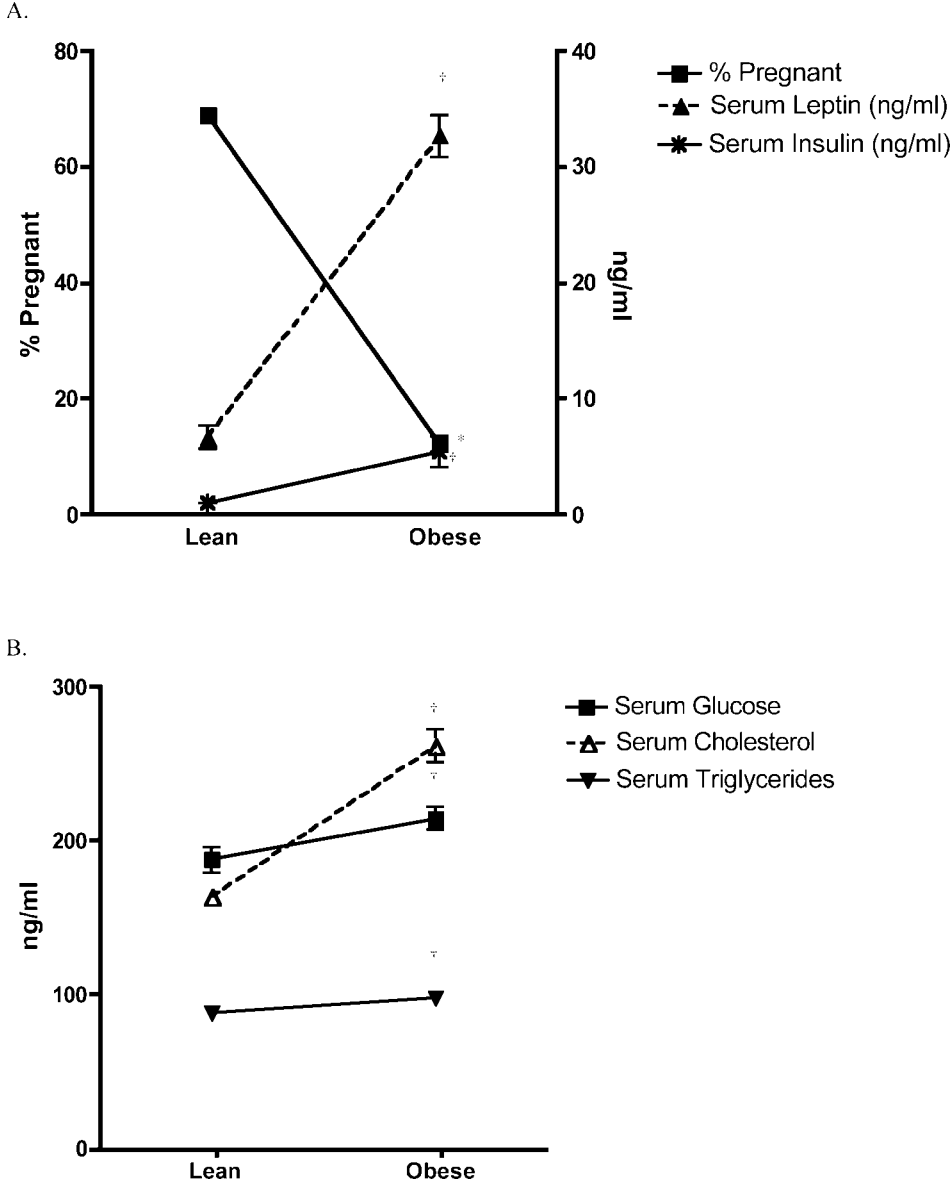 A.
80
60
40
20
0
% Pregnant
40
30
20
10
0
ng/ml
†
*
†
Lean
Obese
% Pregnant
Serum Leptin (ng/ml)
Serum Insulin (ng/ml)
B.
300
200
100
0
ng/ml
†
Lean
Obese
Serum Glucose
Serum Cholesterol
Serum Triglycerides